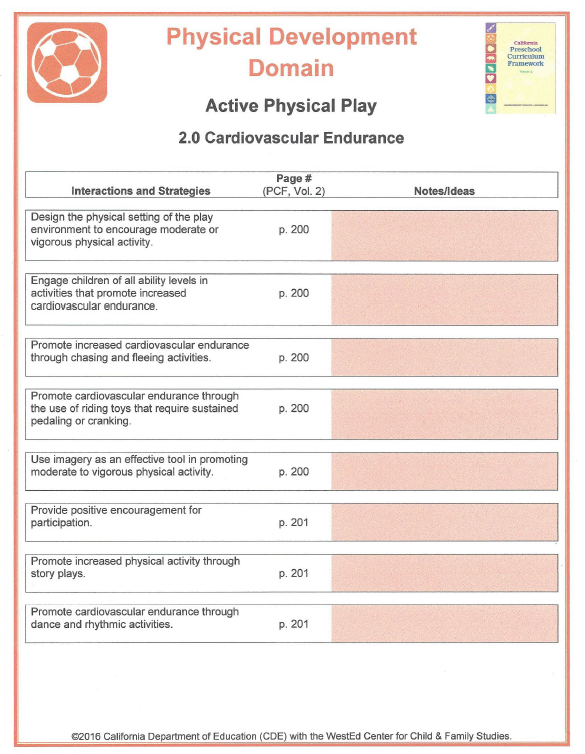 Physical Development
Domain
California
Preschool
Curriculum
Framework
Active Physical Play
2.0 Cardiovascular Endurance
Page #
Interactions and Strategies (PCF, Vol. 2) Notes/Ideas
Design the physical setting of the play
environment to encourage moderate or p. 200
vigorous physical activity.
Engage children of all ability levels in
activities that promote increased p. 200
cardiovascular endurance.
Promote increased cardiovascular endurance
through chasing and fleeing activities. p. 200
Promote cardiovascular endurance through
the use of riding toys that require sustained p. 200
pedaling or cranking.
Use imagery as an effective tool in promoting
moderate to vigorous physical activity. p. 200
Provide positive encouragement for
participation. p. 201
Promote increased physical activity through
story plays. p. 201
Promote cardiovascular endurance through
dance and rhythmic activities. p. 201
©2016 California Department of Education (CDE) with the WestEd Center for Child & Family Studies.